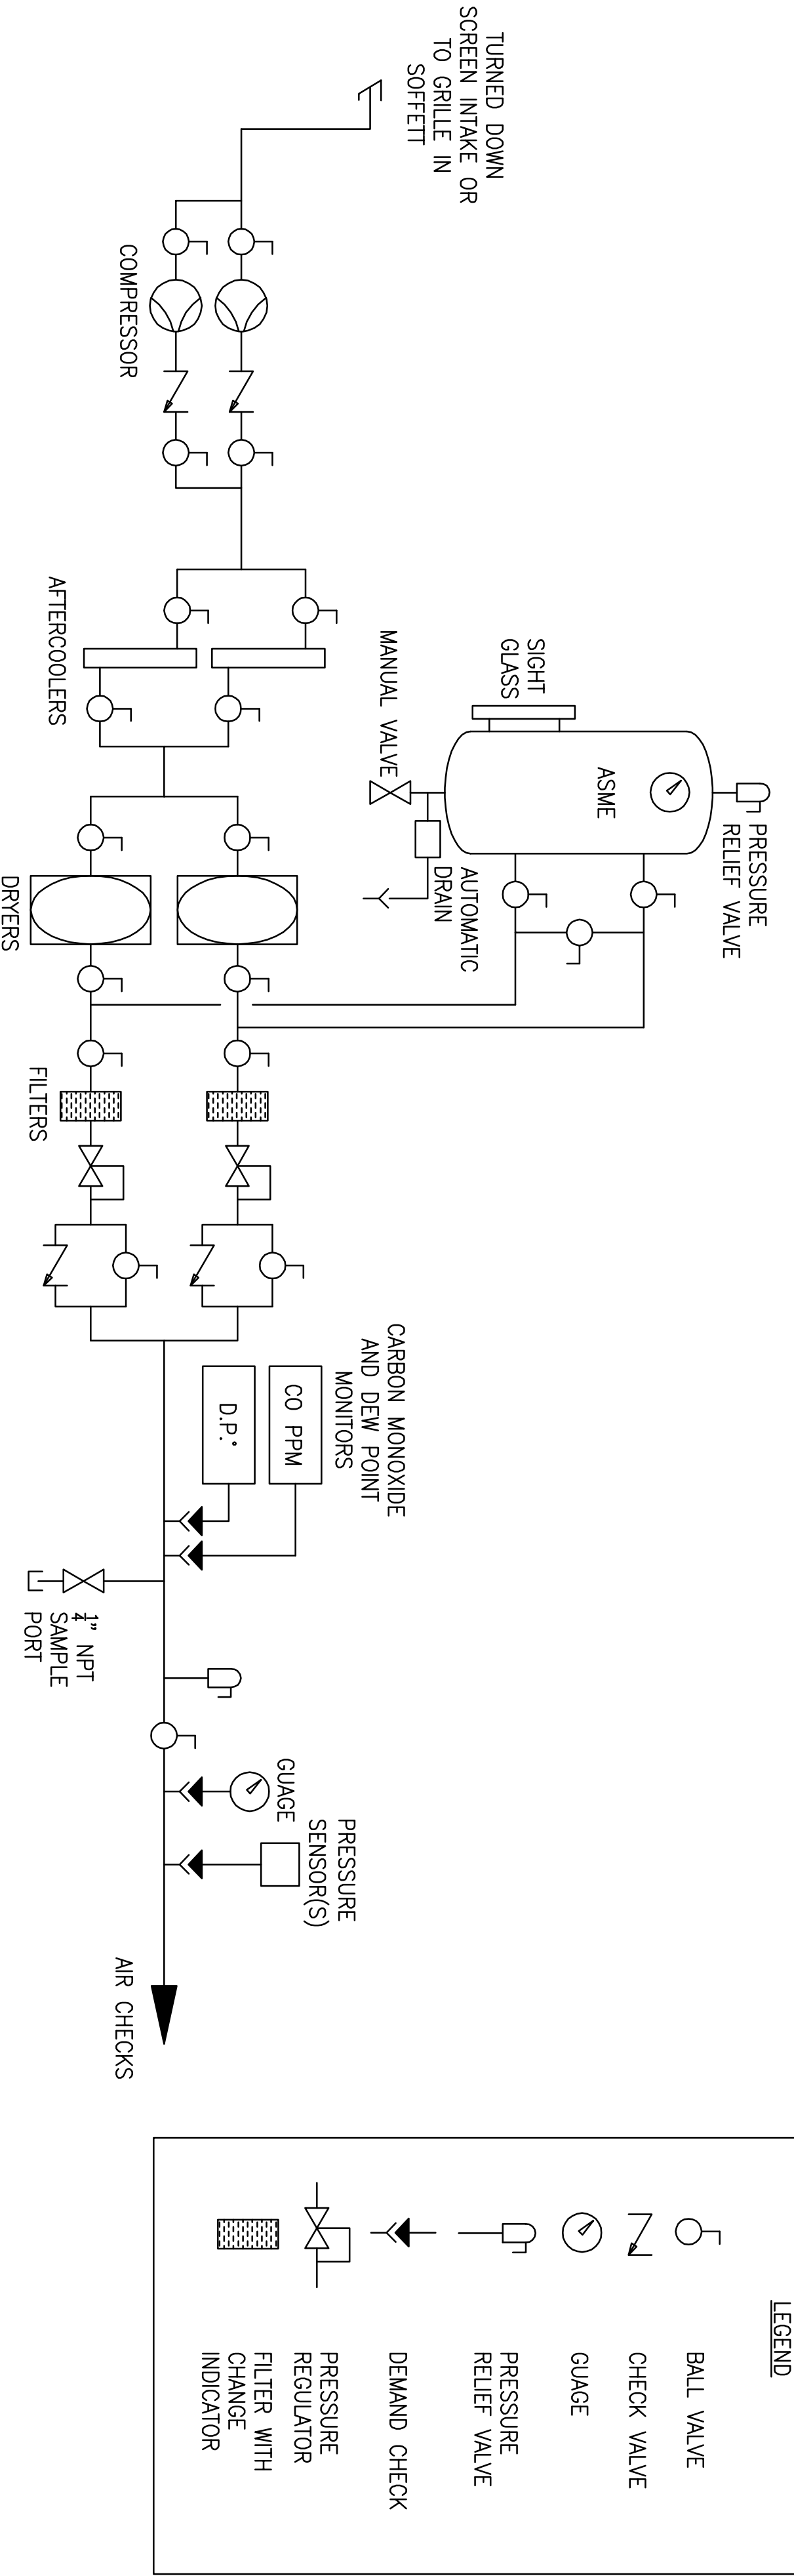 TURNED DOWN
SCREEN INTAKE OR
TO GRILLE IN
SOFFETT
COMPRESSOR
AFTERCOOLERS
SIGHT
GLASS
MANUAL VALVE
ASME
PRESSURE
RELIEF VALVE
AUTOMATIC
DRAIN
DRYERS
FILTERS
CARBON MONOXIDE
AND DEW POINT
MONITORS
CO PPM
D.P.°
1/4" NPT
SAMPLE
PORT
GUAGE
PRESSURE
SENSOR(S)
AIR CHECKS
LEGEND
BALL VALVE
CHECK VALVE
GUAGE
PRESSURE
RELIEF VALVE
DEMAND CHECK
PRESSURE
REGULATOR
FILTER WITH
CHANGE
INDICATOR